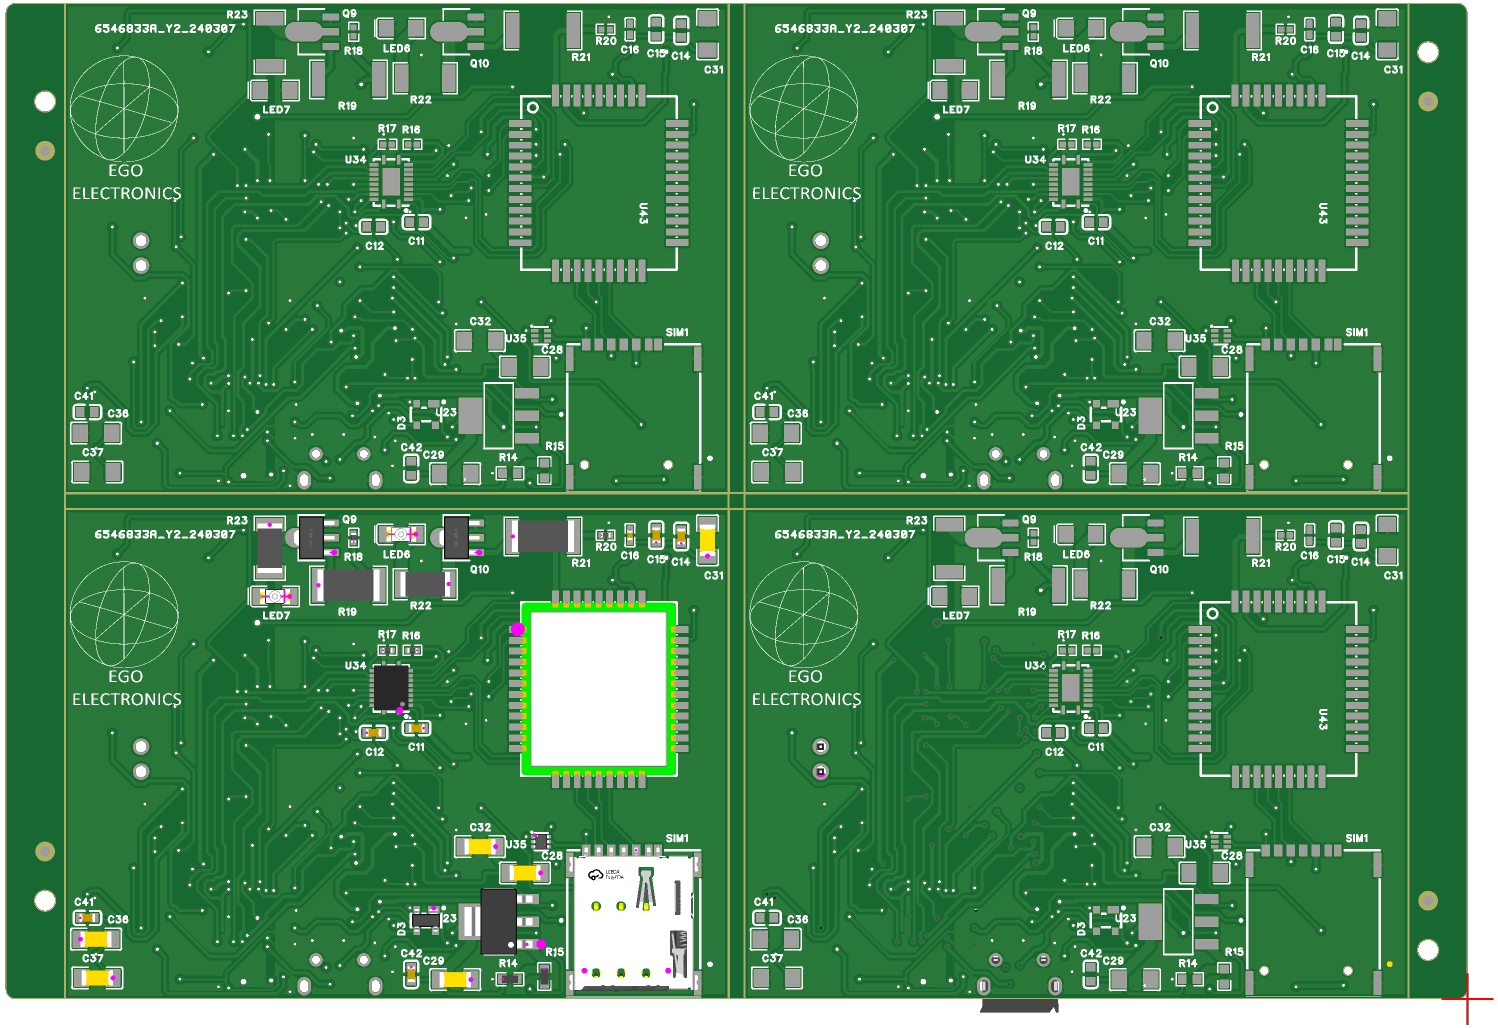 R23
Q9
6546833A_Y2_240307
R18
LED6
Q10
R20
C16
C15
C14
R21
C31
LED7
R19
R22
R17
R16
U34
EGO
ELECTRONICS
U43
C12
C11
C32
U35
SIM1
C28
C41
C36
D3
U23
C37
C42
C29
R14
R15
R23
Q9
6546833A_Y2_240307
R18
LED6
Q10
R20
C16
C15
C14
R21
C31
LED7
R19
R22
R17
R16
U34
EGO
ELECTRONICS
U43
C12
C11
C32
U35
SIM1
C28
C41
C36
D3
U23
C37
C42
C29
R14
R15
R23
Q9
6546833A_Y2_240307
R18
LED6
Q10
R20
C16
C15
C14
R21
C31
LED7
R19
R22
R17
R16
U34
EGO
ELECTRONICS
C12
C11
C32
U35
SIM1
C28
LCEDA
C41
C36
D3
23
C37
C42
C29
R14
R15
R23
Q9
6546833A_Y2_240307
R18
LED6
Q10
R20
C16
C15
C14
R21
C31
LED7
R19
R22
R17
R16
U34
EGO
ELECTRONICS
U43
C12
C11
C32
U35
SIM1
C28
C41
C36
D3
U23
C37
C42
C29
R14
R15